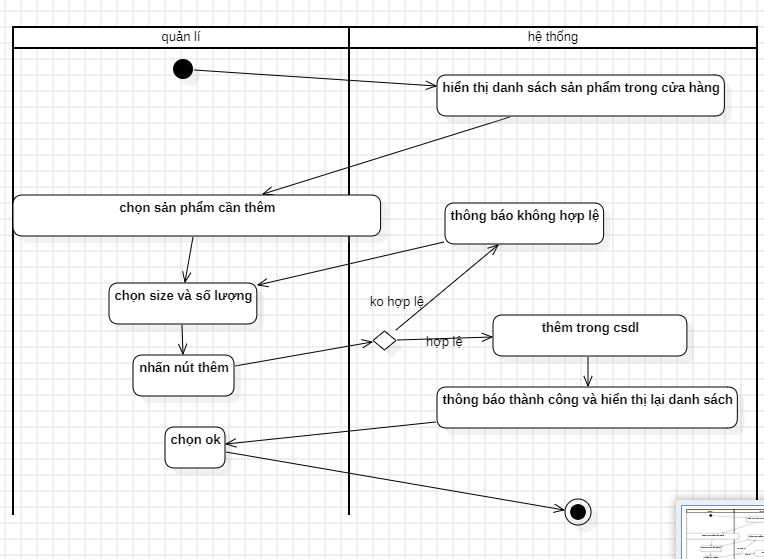 quản lí
hệ thống
hiển thị danh sách sản phẩm trong cửa hàng
chọn sản phẩm cần thêm
thông báo không hợp lệ
chọn size và số lượng
ko hợp lệ
hợp lệ
thêm trong csdl
nhấn nút thêm
thông báo thành công và hiển thị lại danh sách
chọn ok